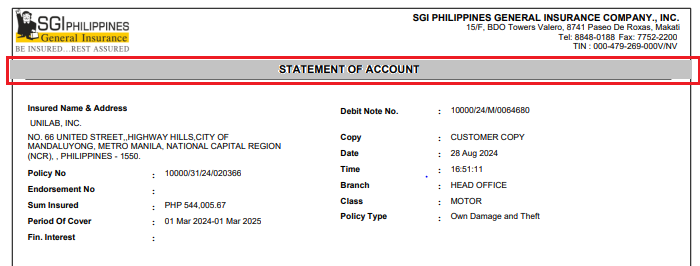 SGI PHILIPPINES
General Insurance
BE INSURED...REST ASSURED
SGI PHILIPPINES GENERAL INSURANCE COMPANY., INC.
15/F, BDO Towers Valero, 8741 Paseo De Roxas, Makati
Tel: 8848-0188 Fax: 7752-2200
TIN : 000-479-269-000V/NV
STATEMENT OF ACCOUNT
Insured Name & Address
UNILAB, INC.
NO. 66 UNITED STREET,,HIGHWAY HILLS,CITY OF
MANDALUYONG, METRO MANILA, NATIONAL CAPITAL REGION
(NCR), , PHILIPPINES - 1550.
Policy No : 10000/31/24/020366
Endorsement No :
Sum Insured : PHP 544,005.67
Period Of Cover : 01 Mar 2024-01 Mar 2025
Fin. Interest :
Debit Note No. : 10000/24/M/0064680
Copy : CUSTOMER COPY
Date : 28 Aug 2024
Time : 16:51:11
Branch : HEAD OFFICE
Class : MOTOR
Policy Type : Own Damage and Theft